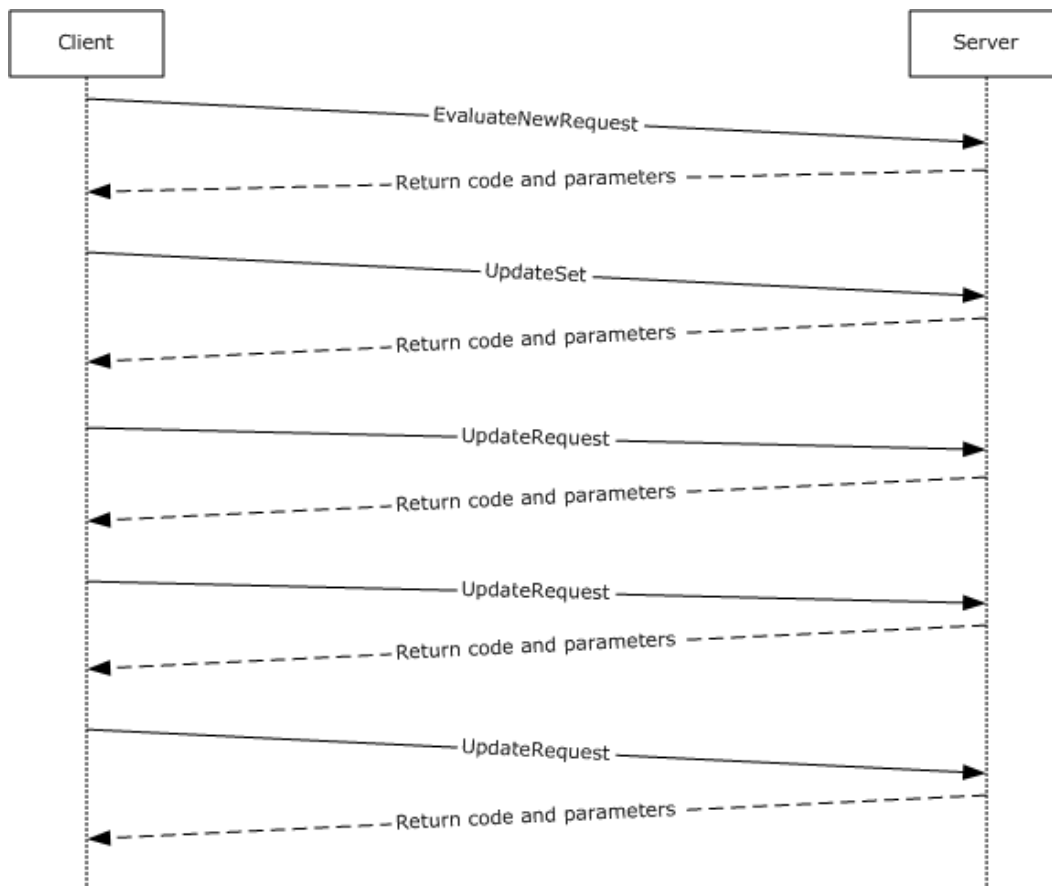 Client
Server
EvaluateNewRequest
Return code and parameters
UpdateSet
Return code and parameters
UpdateRequest
Return code and parameters
UpdateRequest
Return code and parameters
UpdateRequest
Return code and parameters